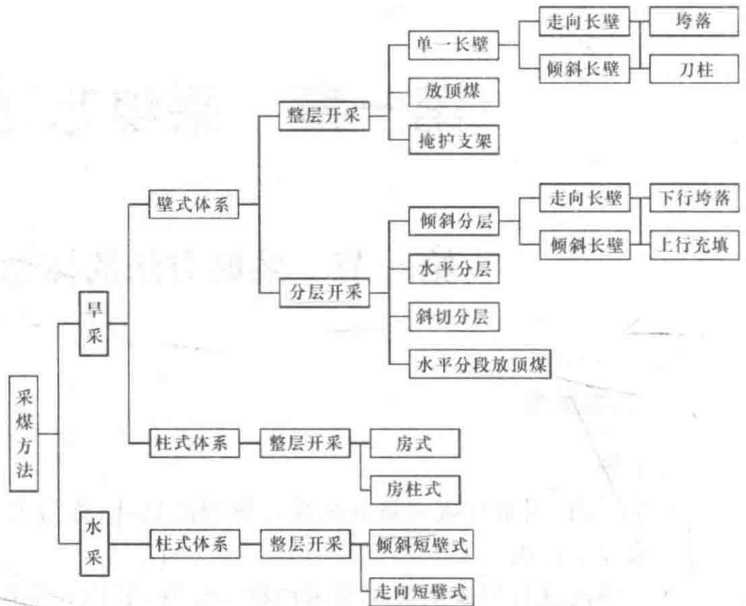 采煤方法
旱采
壁式体系
整层开采
单一长壁
走向长壁
垮落
倾斜长壁
刀柱
放顶煤
掩护支架
分层开采
倾斜分层
走向长壁
下行垮落
倾斜长壁
上行充填
水平分层
斜切分层
水平分段放顶煤
柱式体系
整层开采
房式
房柱式
水采
柱式体系
整层开采
倾斜短壁式
走向短壁式